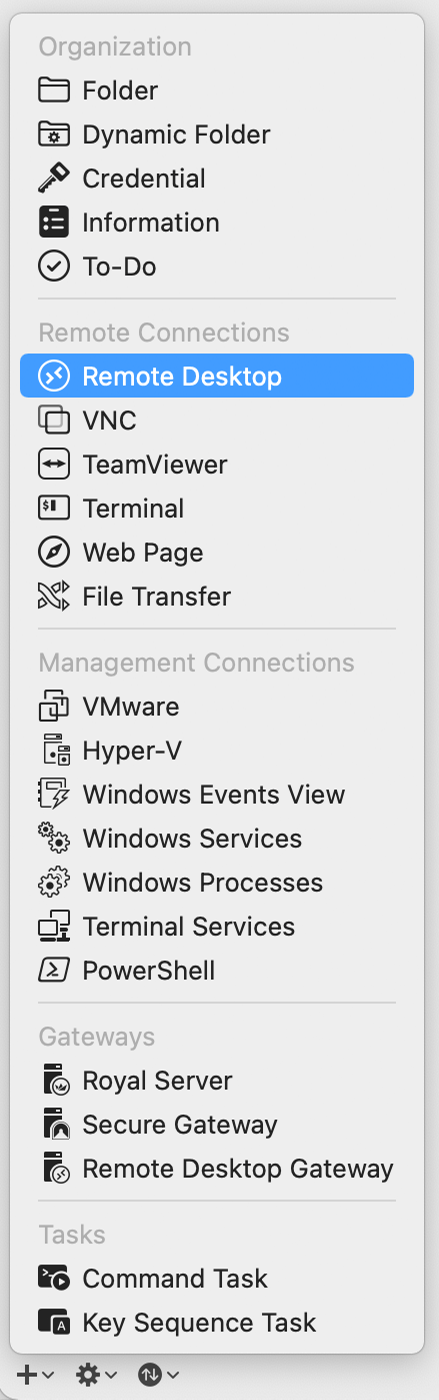 Organization
Folder
Dynamic Folder
Credential
Information
To-Do
Remote Connections
Remote Desktop
VNC
TeamViewer
Terminal
Web Page
File Transfer
Management Connections
VMware
Hyper-V
Windows Events View
Windows Services
Windows Processes
Terminal Services
PowerShell
Gateways
Royal Server
Secure Gateway
Remote Desktop Gateway
Tasks
Command Task
Key Sequence Task